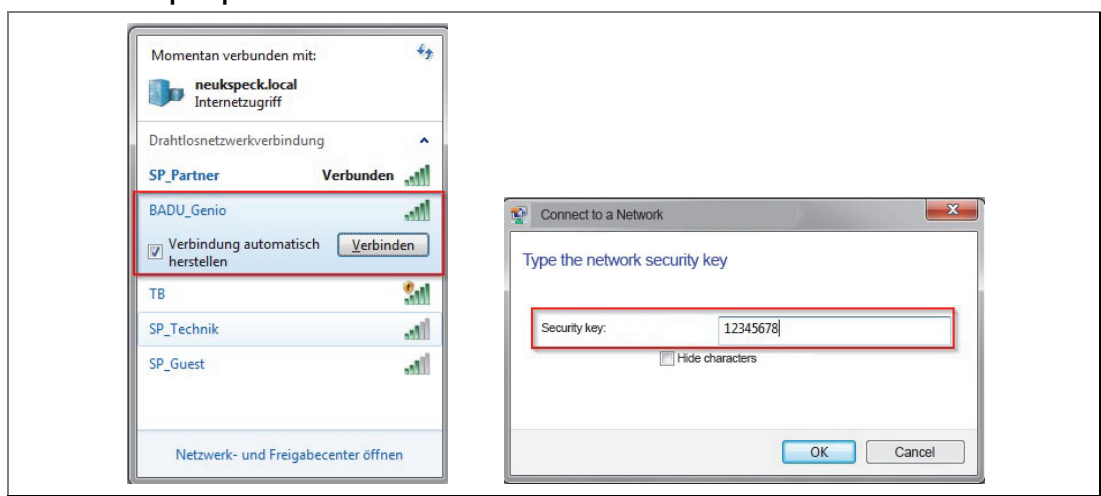 Momentan verbunden mit:
neukspeck.local
Internetzugriff
Drahtlosnetzwerkverbindung
SP_Partner Verbunden
BADU_Genio
Verbindung automatisch herstellen Verbinden
TB
SP_Technik
SP_Guest
Netzwerk- und Freigabecenter öffnen
Connect to a Network
Type the network security key
Security key: 12345678
Hide characters
OK Cancel